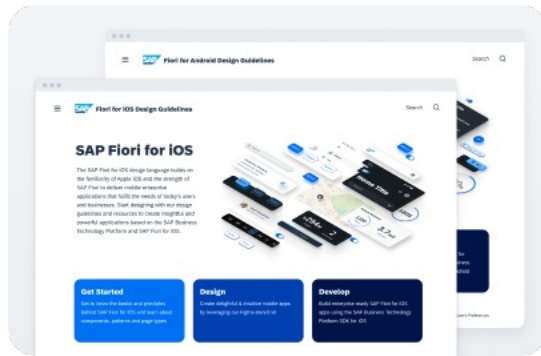 SAP Fiori for Android Design Guidelines
Search
SAP Fiori for iOS Design Guidelines
Search
SAP Fiori for iOS
The SAP Fiori for iOS design language builds on
the familiarity of Apple iOS and the strength of
SAP Fiori to deliver mobile enterprise
applications that fulfill the needs of today's users
and businesses. Start designing with our design
guidelines and resources to create insightful and
powerful applications based on the SAP Business
Technology Platform and SAP Fiori for iOS.
House Title
Get Started
Get to know the basics and principles
behind SAP Fiori for iOS and learn about
components, patterns and page types
Design
Create delightful & intuitive mobile apps
by leveraging our Figma stencil kit
Develop
Build enterprise ready SAP Fiori for iOS
apps using the SAP Business Technology
Platform SDK for iOS
for
Preferences